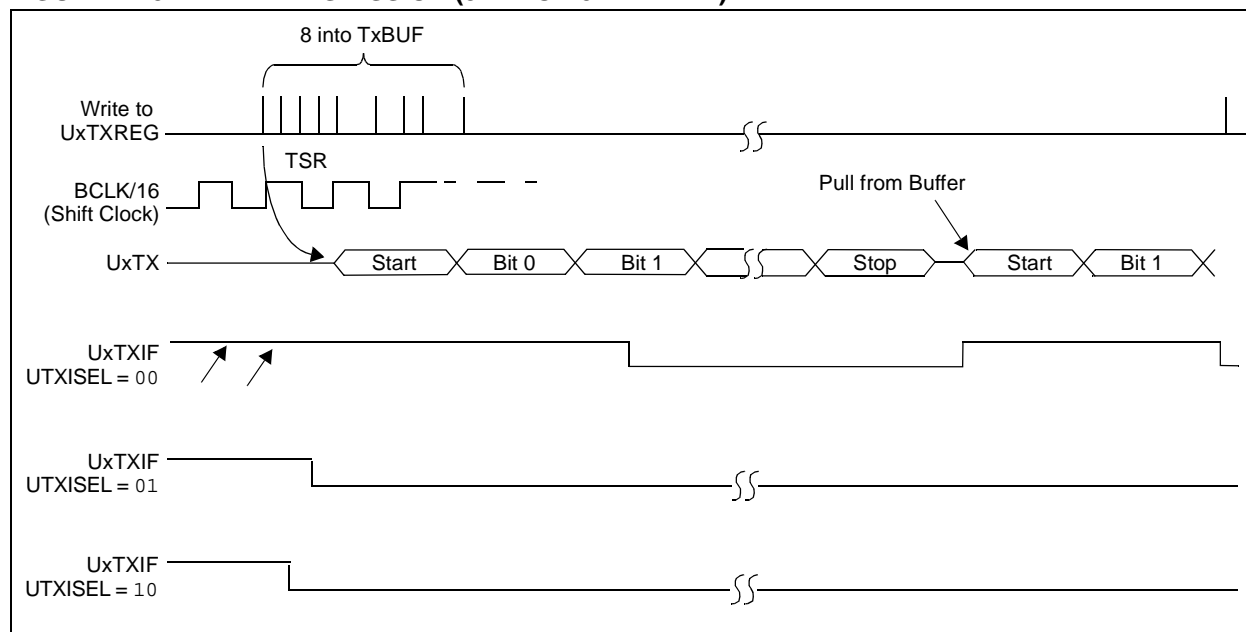 8 into TxBUF
Write to
UxTXREG
TSR
BCLK/16
(Shift Clock)
Pull from Buffer
UxTX
Start
Bit 0
Bit 1
Stop
Start
Bit 1
UxTXIF
UTXISEL = 00
UxTXIF
UTXISEL = 01
UxTXIF
UTXISEL = 10